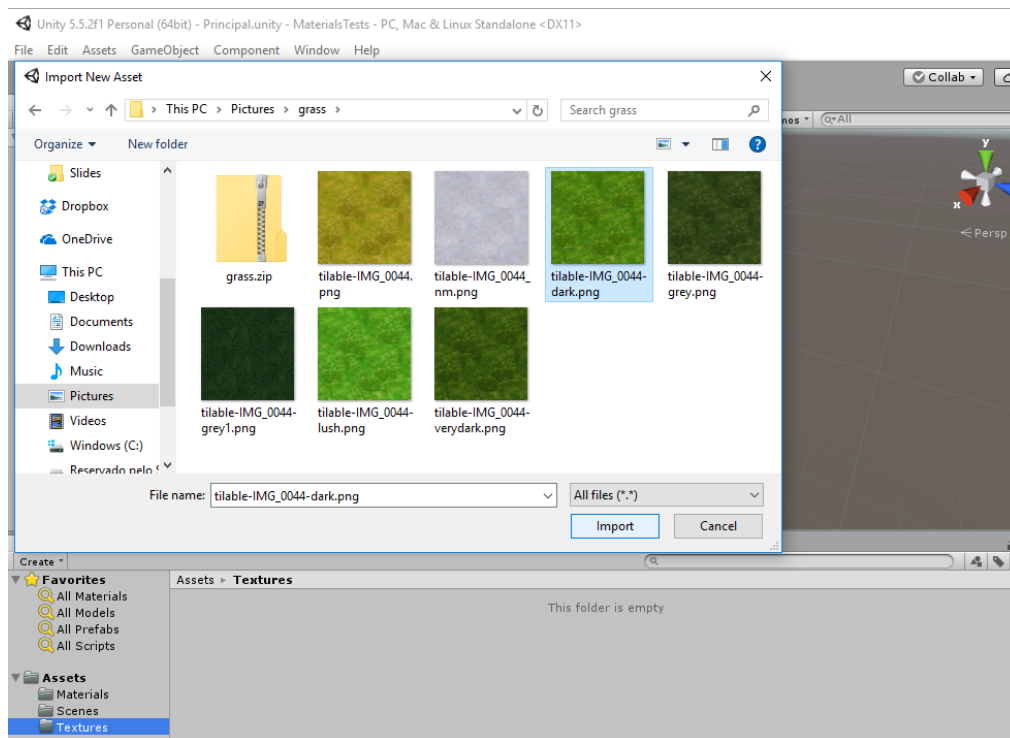 Unity 5.5.2f1 Personal (64bit) - Principal.unity - MaterialsTests - PC, Mac & Linux Standalone <DX11>
File Edit Assets GameObject Component Window Help
Import New Asset
Collab
This PC > Pictures > grass >
Search grass
All
Organize
New folder
y
x
Persp
Slides
Dropbox
OneDrive
This PC
Desktop
Documents
Downloads
Music
Pictures
Videos
Windows (C:)
Reservado pelo
grass.zip
tilable-IMG_0044.
png
tilable-IMG_0044_
nm.png
tilable-IMG_0044-
dark.png
tilable-IMG_0044-
grey.png
tilable-IMG_0044-
grey1.png
tilable-IMG_0044-
lush.png
tilable-IMG_0044-
verydark.png
File name: tilable-IMG_0044-dark.png
All files (*.*)
Import
Cancel
Create
Favorites
All Materials
All Models
All Prefabs
All Scripts
Assets
Materials
Scenes
Textures
Assets ▸ Textures
This folder is empty